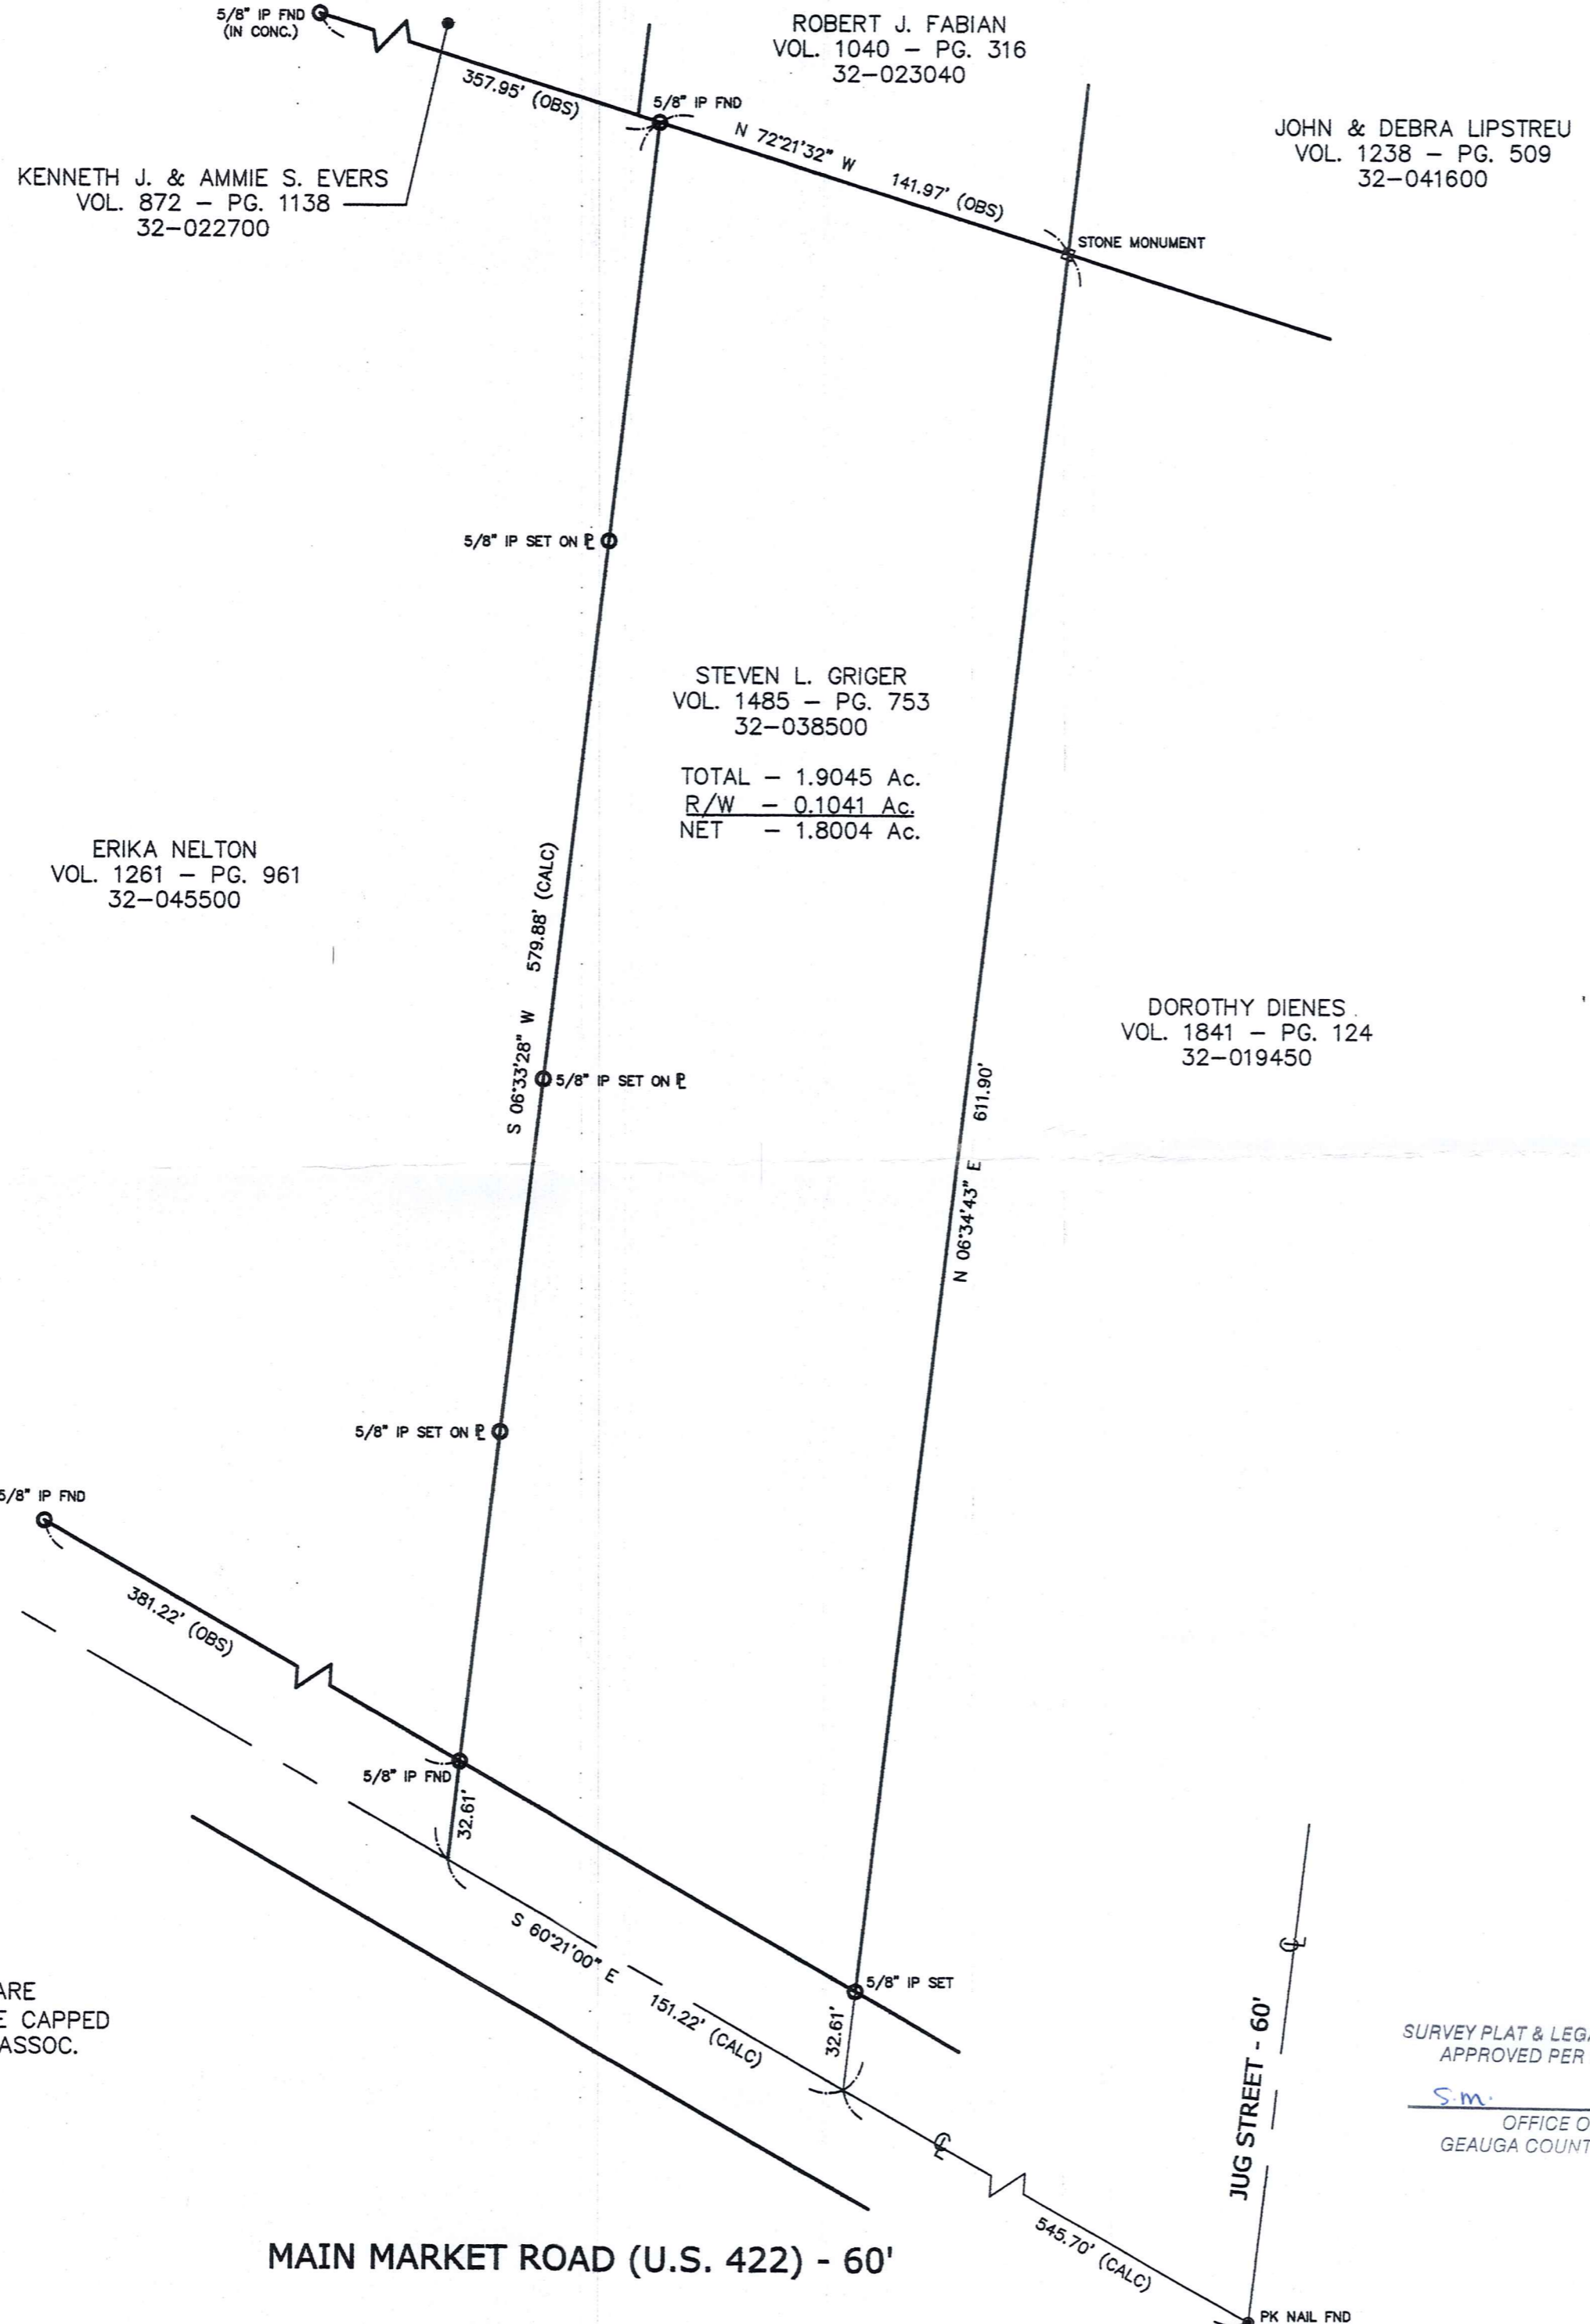 5/8" IP FND
(IN CONC.)
ROBERT J. FABIAN
VOL. 1040 – PG. 316
32–023040
357.95' (OBS)
5/8" IP FND
N 72°21'32" W 141.97' (OBS)
JOHN & DEBRA LIPSTREU
VOL. 1238 – PG. 509
32–041600
KENNETH J. & AMMIE S. EVERS
VOL. 872 – PG. 1138
32–022700
STONE MONUMENT
5/8" IP SET ON PL
STEVEN L. GRIGER
VOL. 1485 – PG. 753
32–038500
TOTAL – 1.9045 Ac.
R/W – 0.1041 Ac.
NET – 1.8004 Ac.
ERIKA NELTON
VOL. 1261 – PG. 961
32–045500
S 06°33'28" W 579.88' (CALC)
DOROTHY DIENES
VOL. 1841 – PG. 124
32–019450
5/8" IP SET ON PL
N 06°34'43" E 611.90'
5/8" IP SET ON PL
5/8" IP FND
381.22' (OBS)
5/8" IP FND
32.61'
S 60°21'00" E 151.22' (CALC)
5/8" IP SET
32.61'
CL
JUG STREET - 60'
ARE
E CAPPED
ASSOC.
SURVEY PLAT & LEGA
APPROVED PER
S.m.
OFFICE O
GEAUGA COUNT
CL
545.70' (CALC)
MAIN MARKET ROAD (U.S. 422) - 60'
PK NAIL FND